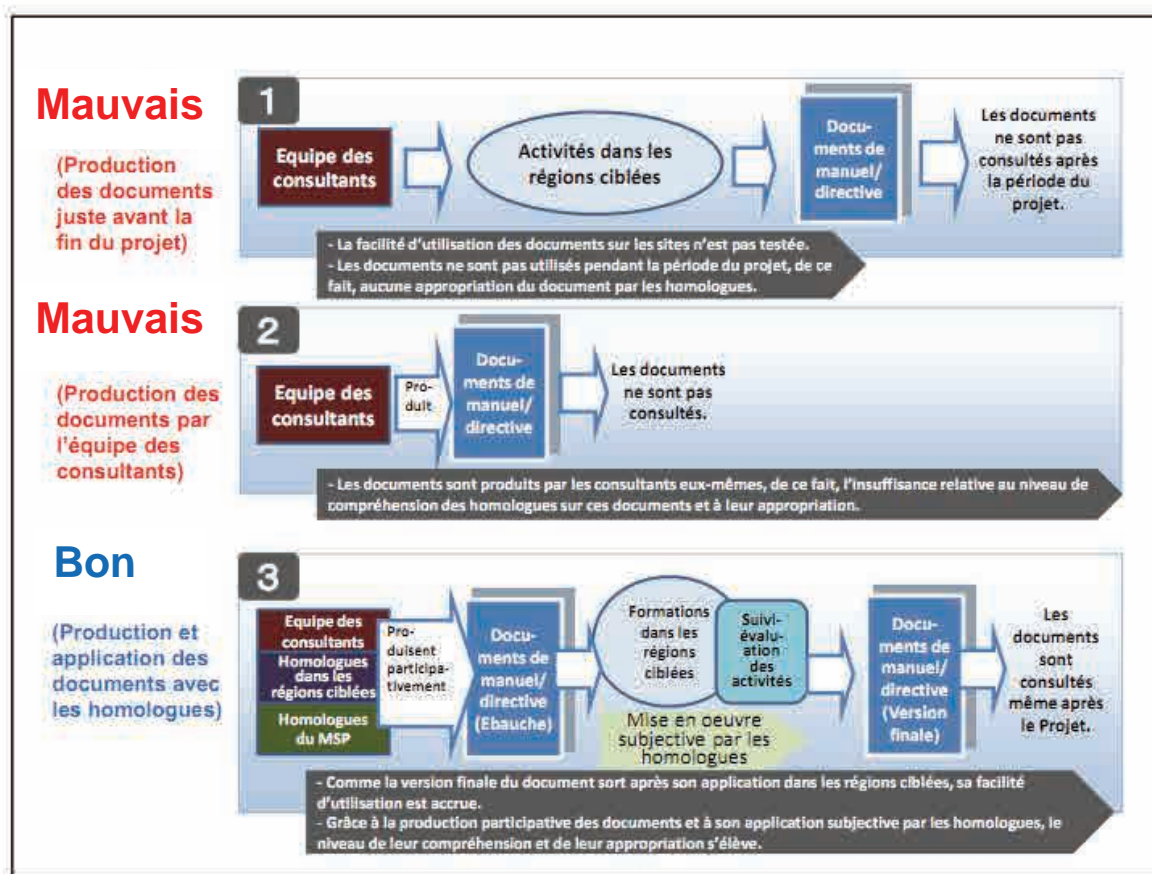 Mauvais
(Production
des documents
juste avant la
fin du projet)
1
Equipe des
consultants
Activités dans les
régions ciblées
Docu-
ments de
manuel/
directive
Les documents
ne sont pas
consultés après
la période du
projet.
- La facilité d'utilisation des documents sur les sites n'est pas testée.
- Les documents ne sont pas utilisés pendant la période du projet, de ce
fait, aucune appropriation du document par les homologues.
Mauvais
(Production des
documents par
l'équipe des
consultants)
2
Equipe des
consultants
Pro-
duit
Docu-
ments de
manuel/
directive
Les documents
ne sont pas
consultés.
- Les documents sont produits par les consultants eux-mêmes, de ce fait, l'insuffisance relative au niveau de
compréhension des homologues sur ces documents et à leur appropriation.
Bon
(Production et
application des
documents avec
les homologues)
3
Equipe des
consultants
Homologues
dans les
régions ciblées
Homologues
du MSP
Pro-
duisent
participa-
tivement
Docu-
ments de
manuel/
directive
(Ebauche)
Formations
dans les
régions
ciblées
Suivi-
évalu-
ation
des
activités
Mise en oeuvre
subjective par les
homologues
Docu-
ments de
manuel/
directive
(Version
finale)
Les
documents
sont
consultés
même après
le Projet.
- Comme la version finale du document sort après son application dans les régions ciblées, sa facilité
d'utilisation est accrue.
- Grâce à la production participative des documents et à son application subjective par les homologues, le
niveau de leur compréhension et de leur appropriation s'élève.